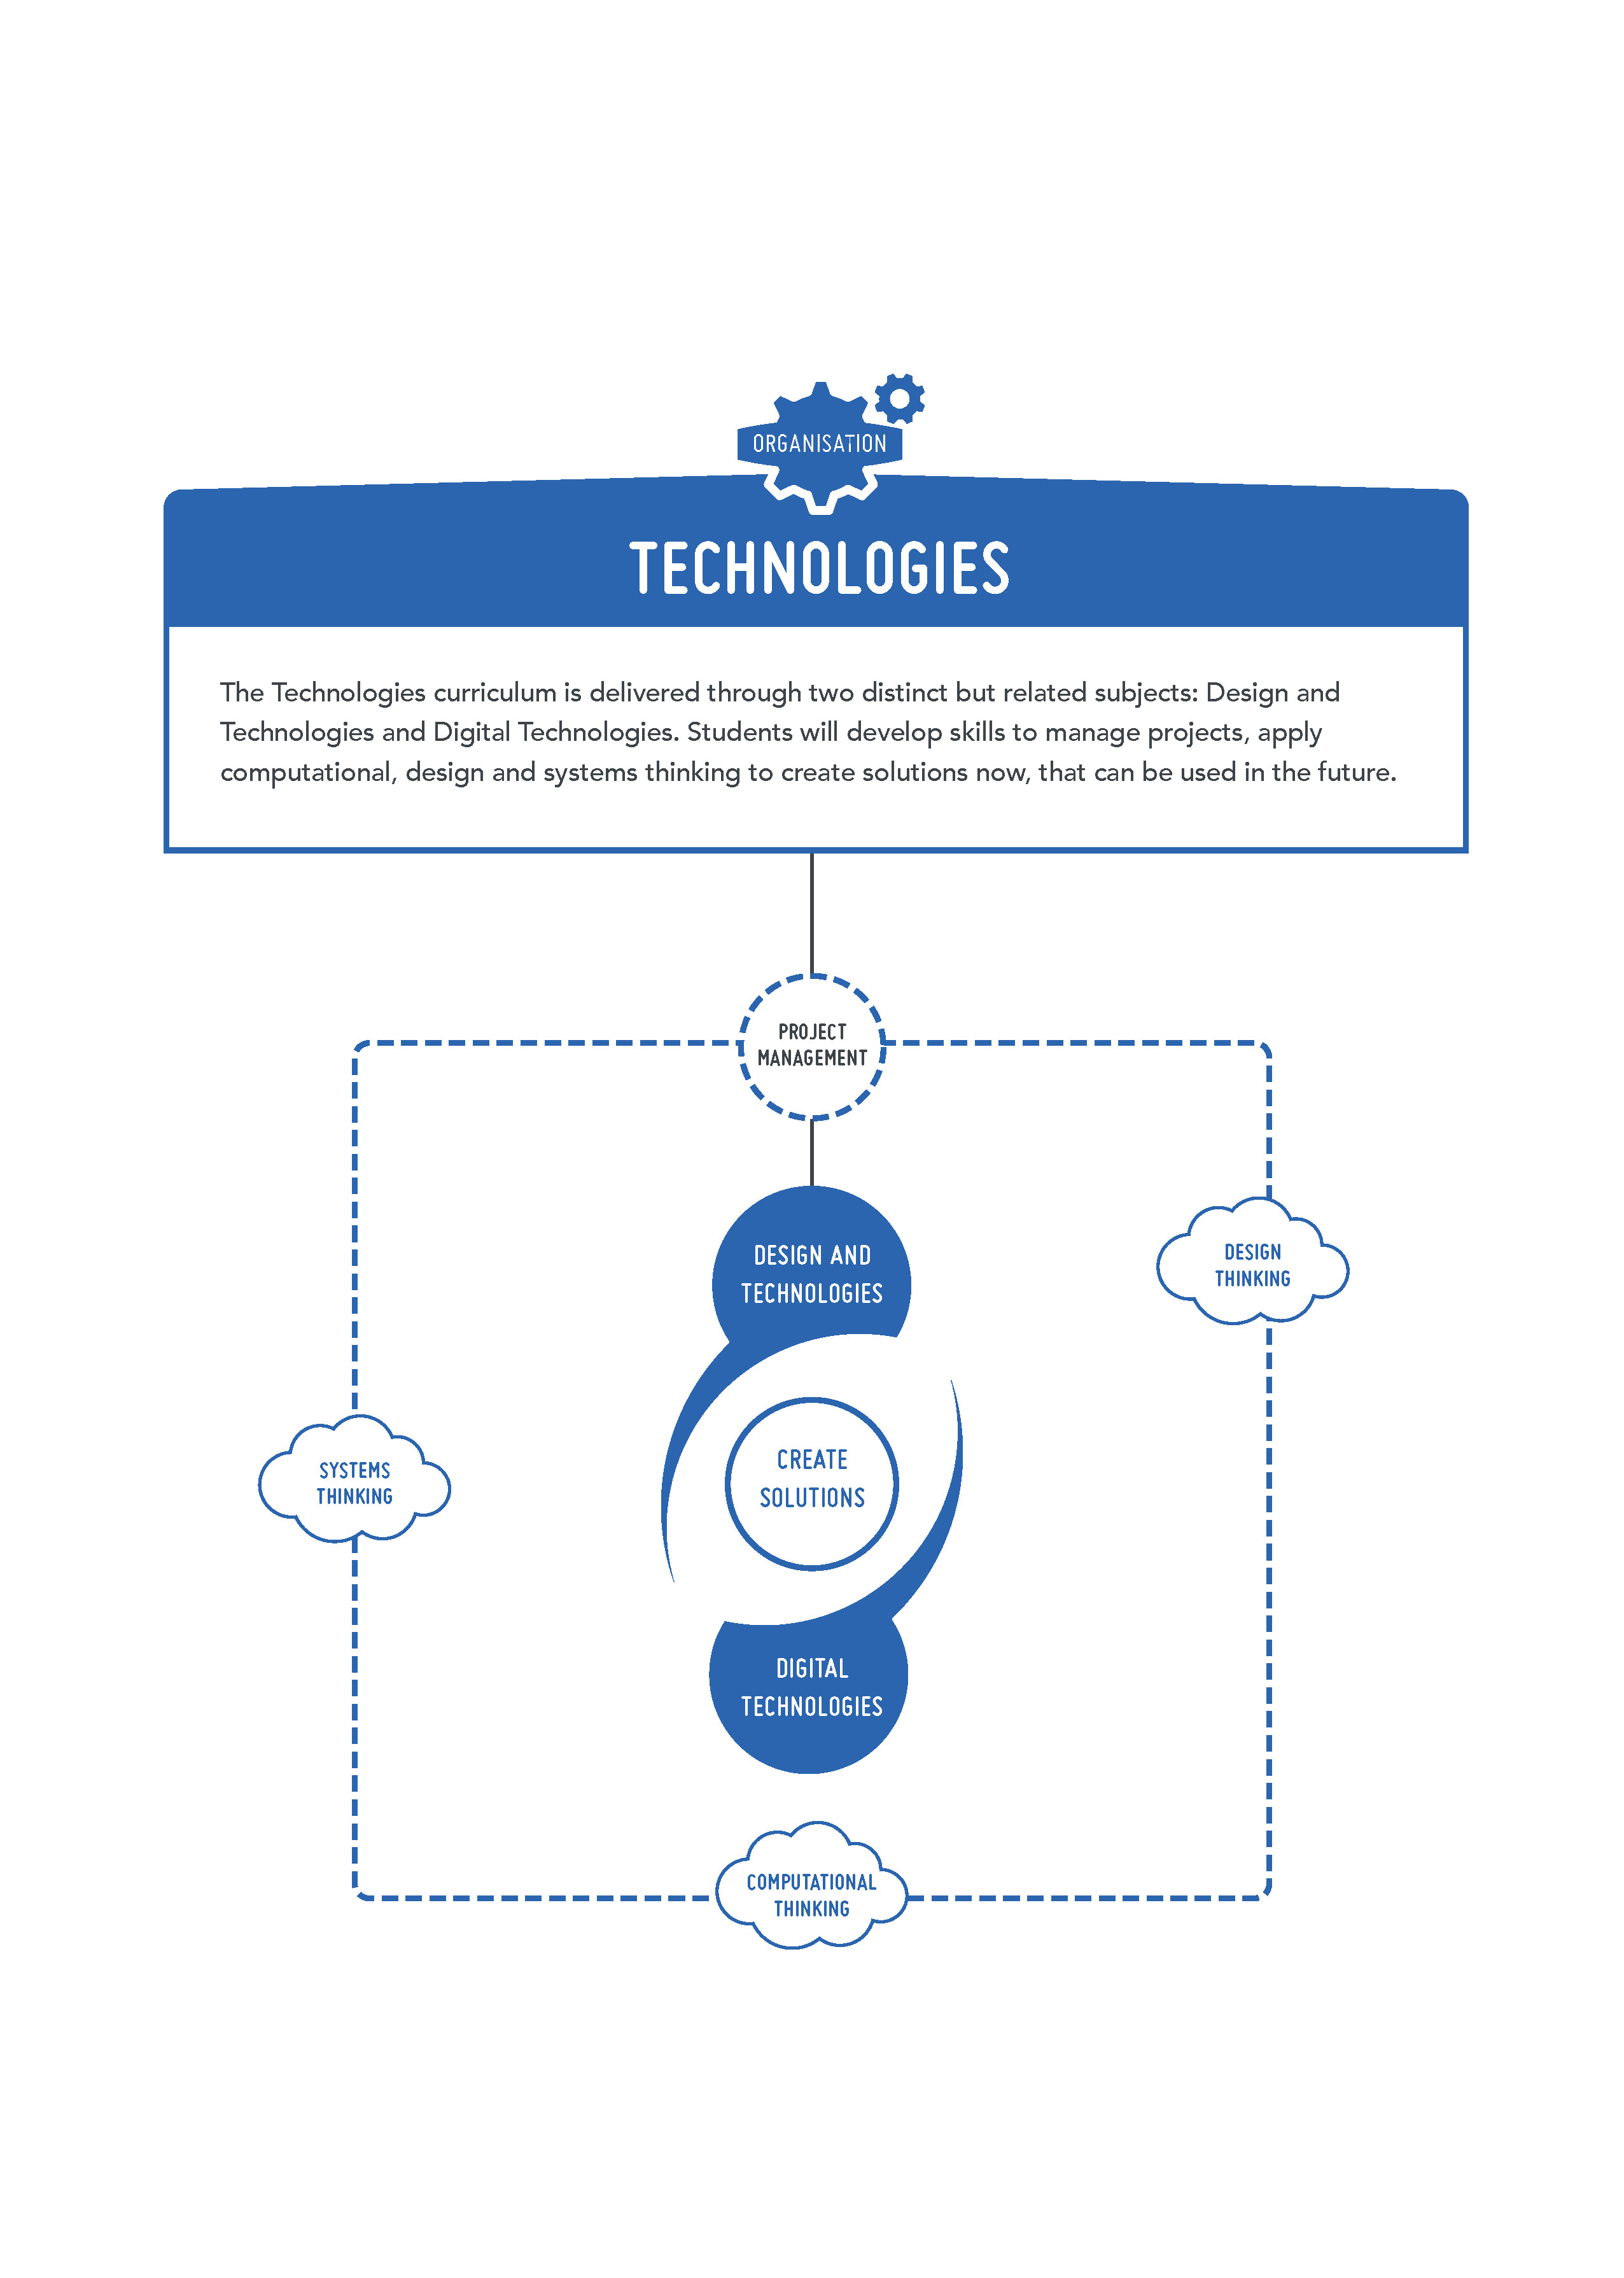 ORGANISATION
TECHNOLOGIES
The Technologies curriculum is delivered through two distinct but related subjects: Design and
Technologies and Digital Technologies. Students will develop skills to manage projects, apply
computational, design and systems thinking to create solutions now, that can be used in the future.
PROJECT
MANAGEMENT
DESIGN AND
TECHNOLOGIES
DESIGN
THINKING
CREATE
SOLUTIONS
SYSTEMS
THINKING
DIGITAL
TECHNOLOGIES
COMPUTATIONAL
THINKING